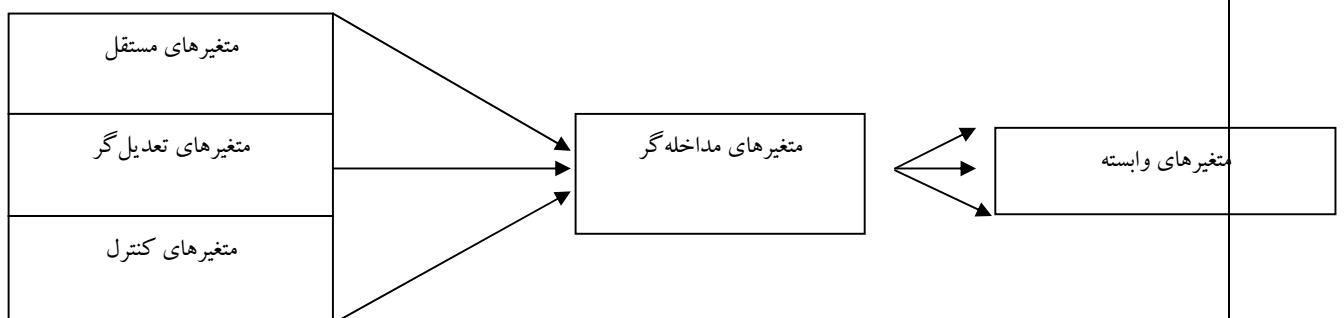 متغیرهای مستقل
متغیرهای تعدیل‌گر
متغیرهای کنترل
متغیرهای مداخله‌گر
متغیرهای وابسته